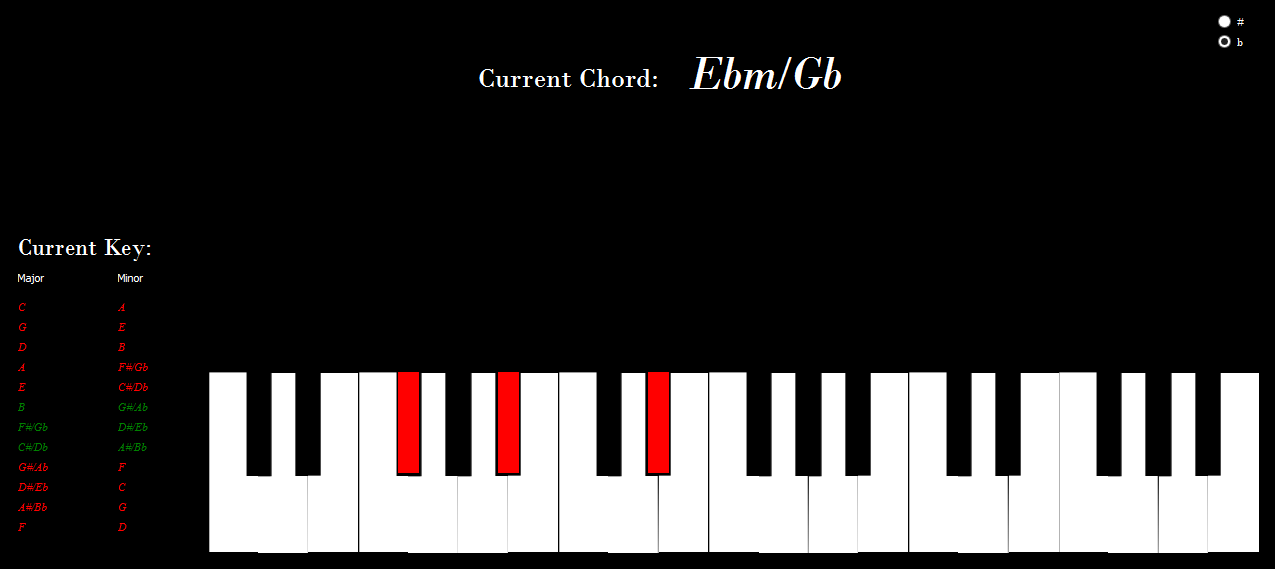 #
b
Current Chord: Ebm/Gb
Current Key:
Major Minor
C A
G E
D B
A F#/Gb
E C#/Db
B G#/Ab
F#/Gb D#/Eb
C#/Db A#/Bb
G#/Ab F
D#/Eb C
A#/Bb G
F D